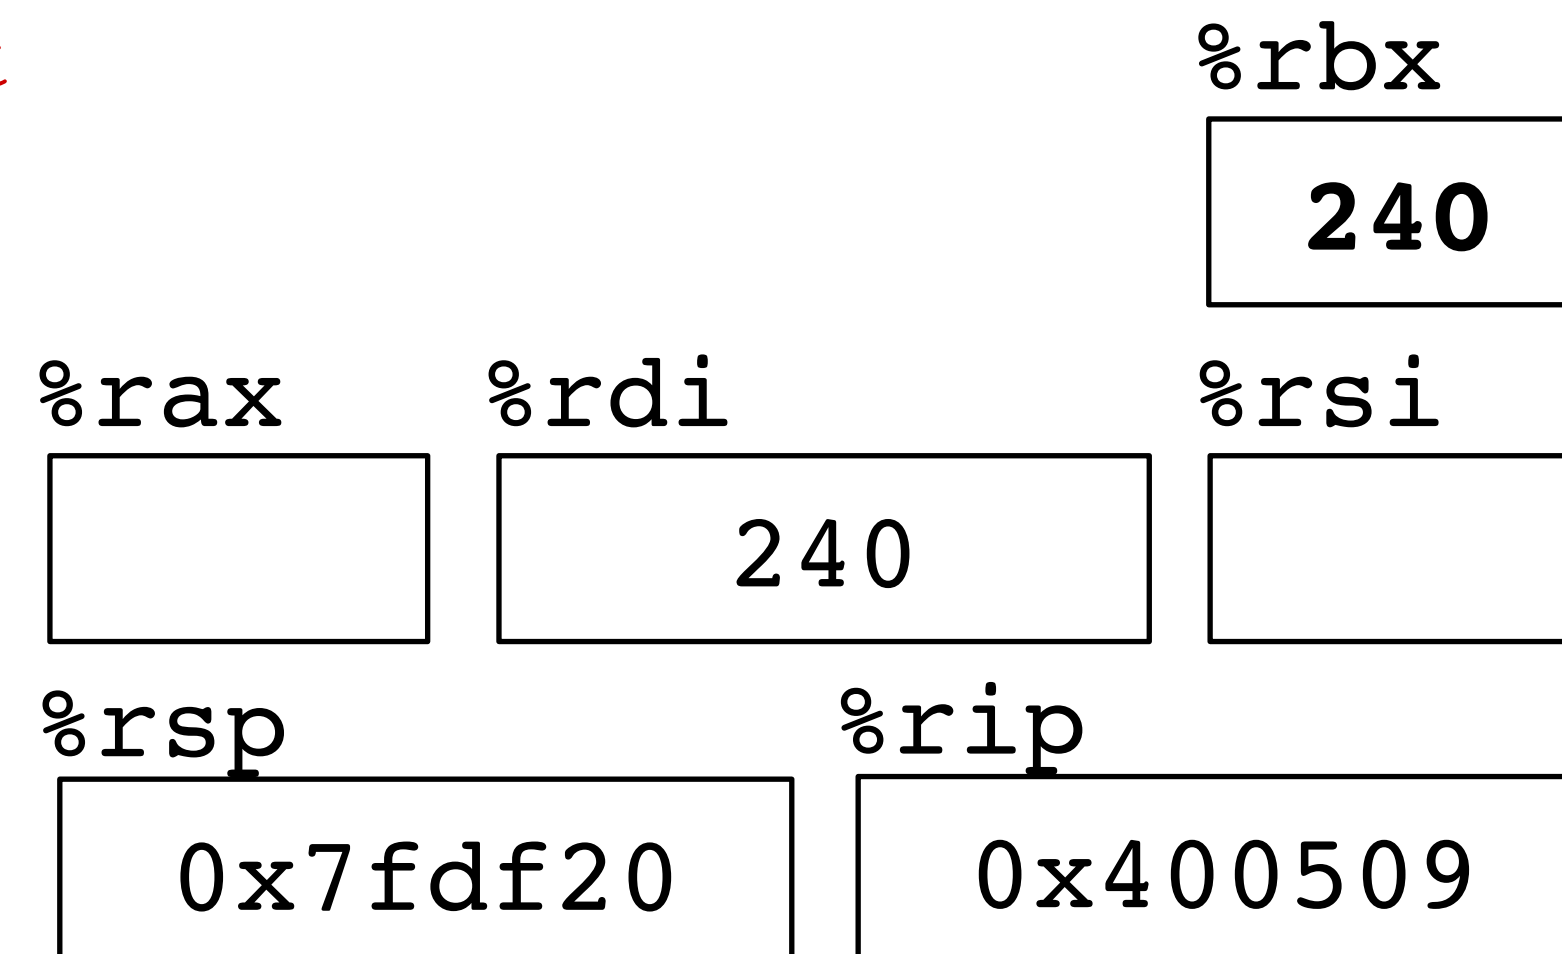 %rbx
240
%rax %rdi %rsi
240
%rsp %rip
0x7fdf20 0x400509